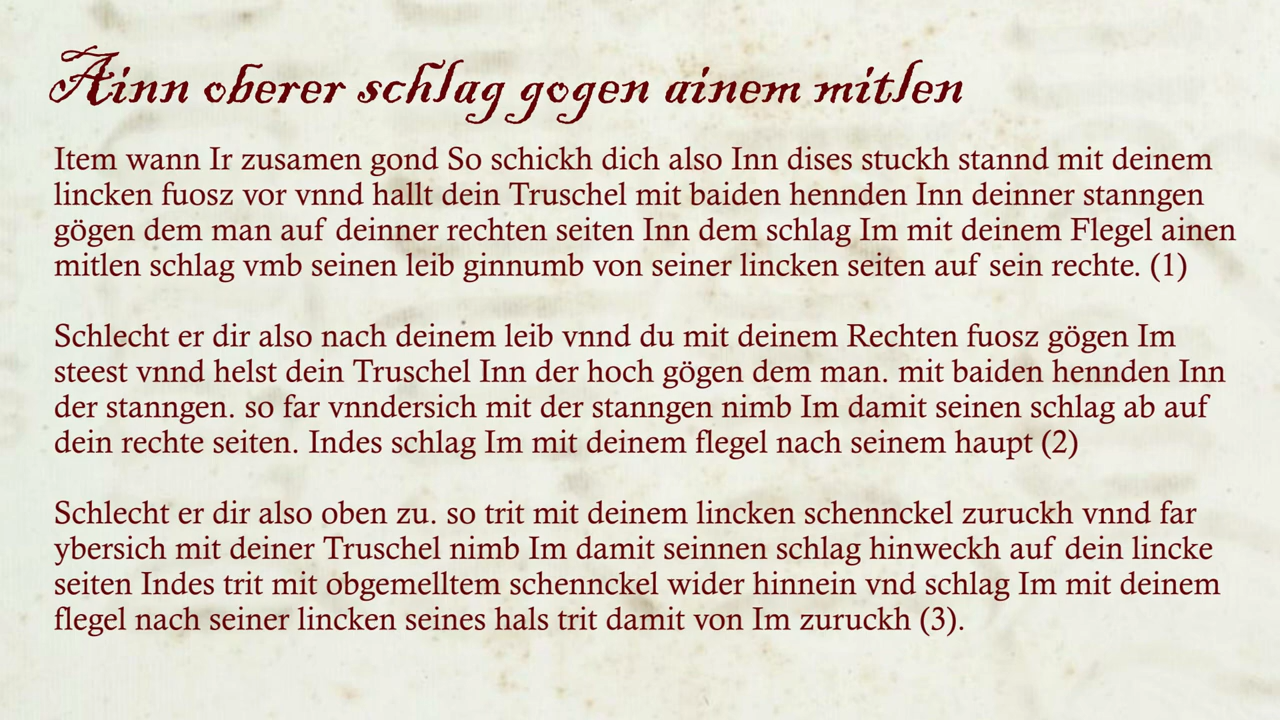 Ainn oberer schlag gogen ainem mitlen
Item wann Ir zusamen gond So schickh dich also Inn dises stuckh stannd mit deinem
lincken fuosz vor vnnd hallt dein Truschel mit baiden hennden Inn deinner stanngen
gögen dem man auf deinner rechten seiten Inn dem schlag Im mit deinem Flegel ainen
mitlen schlag vmb seinen leib ginnumb von seiner lincken seiten auf sein rechte. (1)
Schlecht er dir also nach deinem leib vnnd du mit deinem Rechten fuosz gögen Im
steest vnnd helst dein Truschel Inn der hoch gögen dem man. mit baiden hennden Inn
der stanngen. so far vnndersich mit der stanngen nimb Im damit seinen schlag ab auf
dein rechte seiten. Indes schlag Im mit deinem flegel nach seinem haupt (2)
Schlecht er dir also oben zu. so trit mit deinem lincken schennckel zuruckh vnnd far
ybersich mit deiner Truschel nimb Im damit seinnen schlag hinweckh auf dein lincke
seiten Indes trit mit obgemelltem schennckel wider hinnein vnd schlag Im mit deinem
flegel nach seiner lincken seines hals trit damit von Im zuruckh (3).